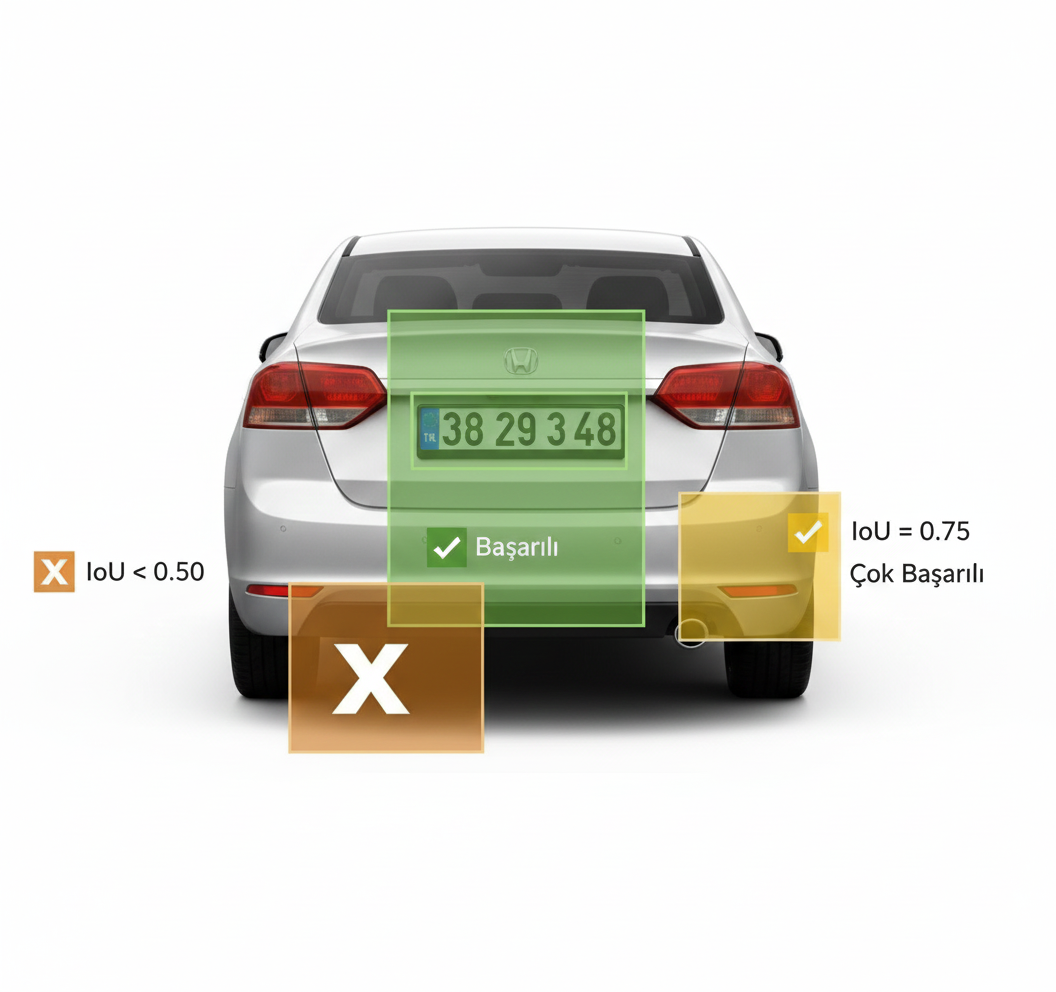 TR 38 29 3 48
Başarılı
IoU < 0.50
X
IoU = 0.75
Çok Başarılı